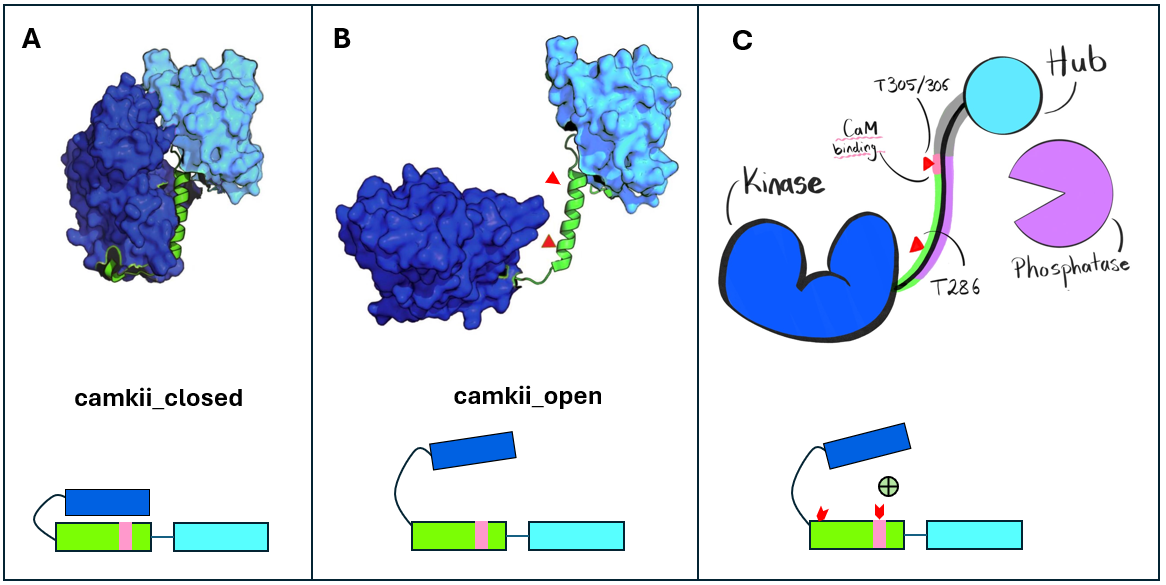 A
B
C
T305/306
Hub
CaM
binding
Kinase
T286
Phosphatase
camkii_closed
camkii_open